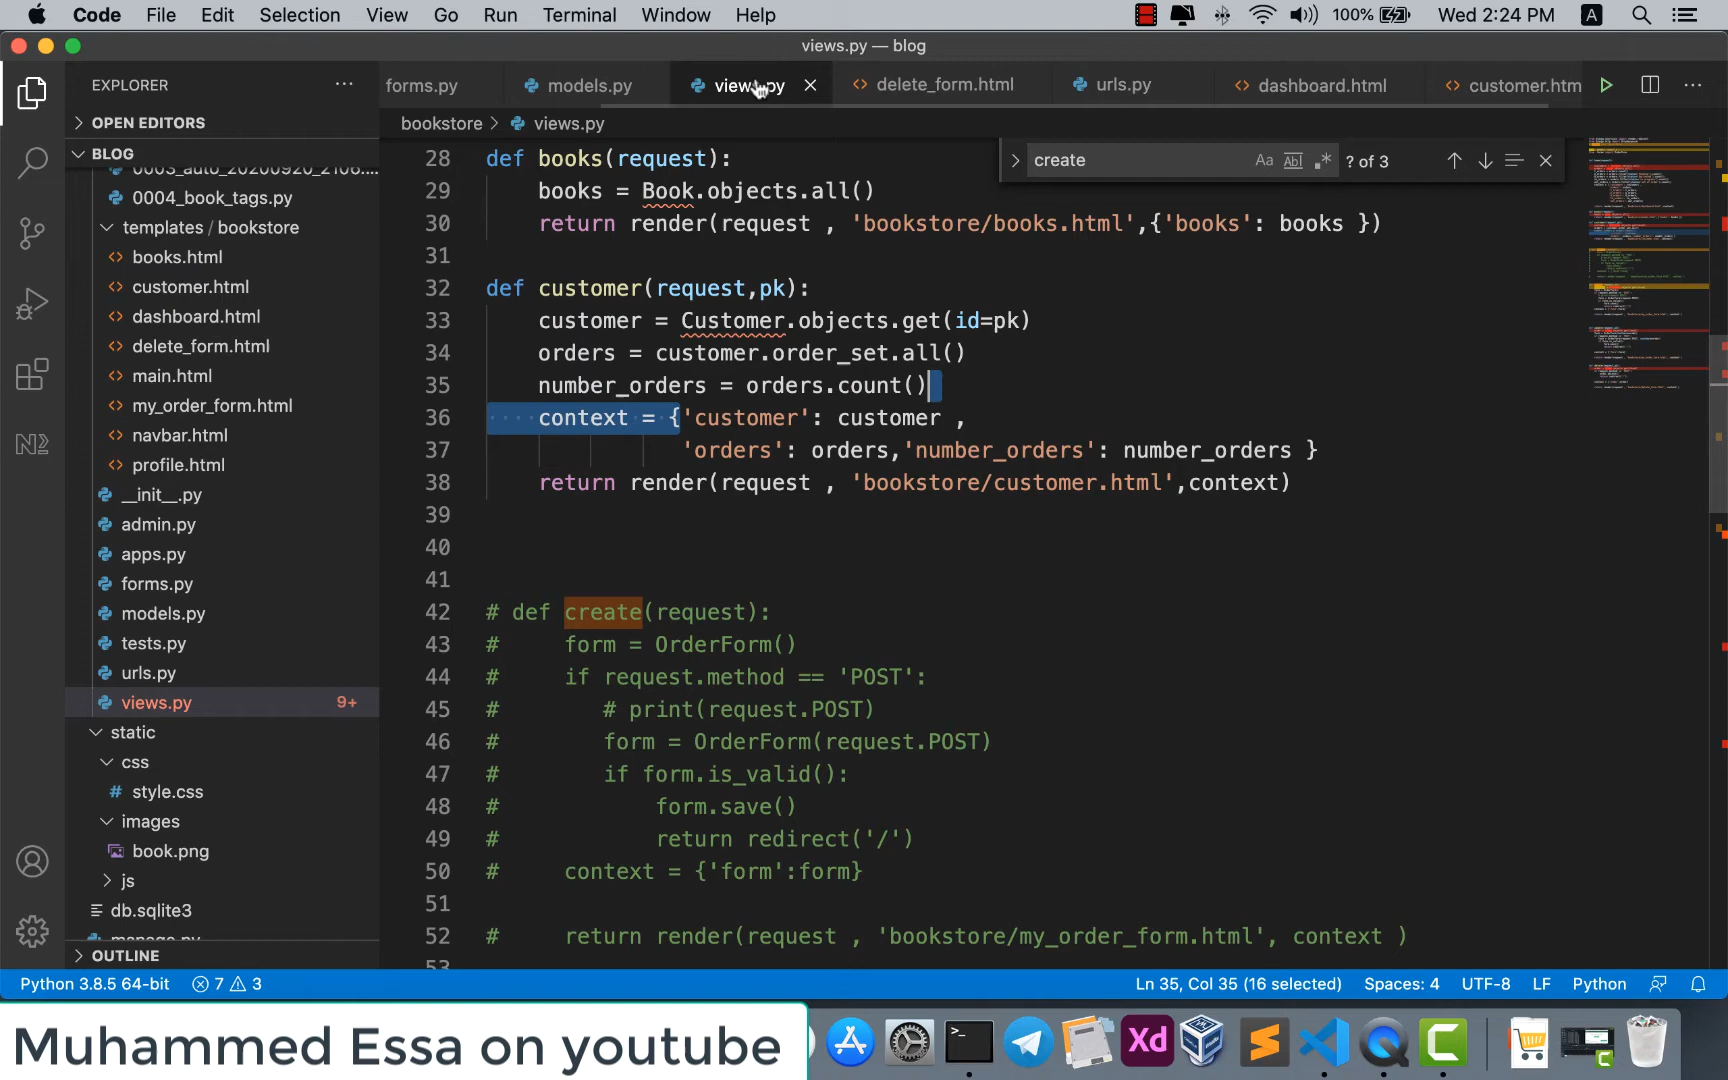 Code File Edit Selection View Go Run Terminal Window Help 100% Wed 2:24 PM A
views.py — blog
EXPLORER ... forms.py models.py views.py delete_form.html urls.py dashboard.html customer.htm ...
OPEN EDITORS
bookstore > views.py
BLOG
create Aa Abl .* ? of 3
0003_auto_20200920_2106....
0004_book_tags.py
templates / bookstore
books.html
customer.html
dashboard.html
delete_form.html
main.html
my_order_form.html
navbar.html
profile.html
__init__.py
admin.py
apps.py
forms.py
models.py
tests.py
urls.py
views.py 9+
static
css
# style.css
images
book.png
js
db.sqlite3
manage.py
OUTLINE
28 def books(request):
29 books = Book.objects.all()
30 return render(request , 'bookstore/books.html',{'books': books })
31
32 def customer(request,pk):
33 customer = Customer.objects.get(id=pk)
34 orders = customer.order_set.all()
35 number_orders = orders.count()
36 context = {'customer': customer ,
37 'orders': orders,'number_orders': number_orders }
38 return render(request , 'bookstore/customer.html',context)
39
40
41
42 # def create(request):
43 # form = OrderForm()
44 # if request.method == 'POST':
45 # # print(request.POST)
46 # form = OrderForm(request.POST)
47 # if form.is_valid():
48 # form.save()
49 # return redirect('/')
50 # context = {'form':form}
51
52 # return render(request , 'bookstore/my_order_form.html', context )
53
Python 3.8.5 64-bit 7 3 Ln 35, Col 35 (16 selected) Spaces: 4 UTF-8 LF Python
Muhammed Essa on youtube
Xd